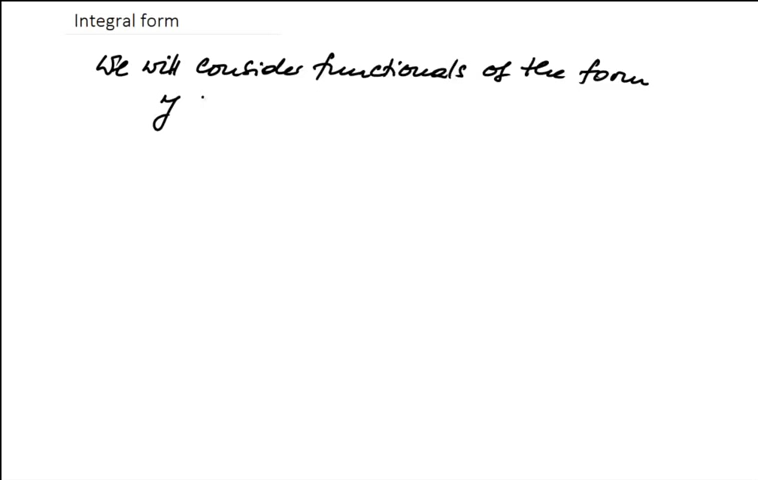 Integral form
We will consider functionals of the form
J